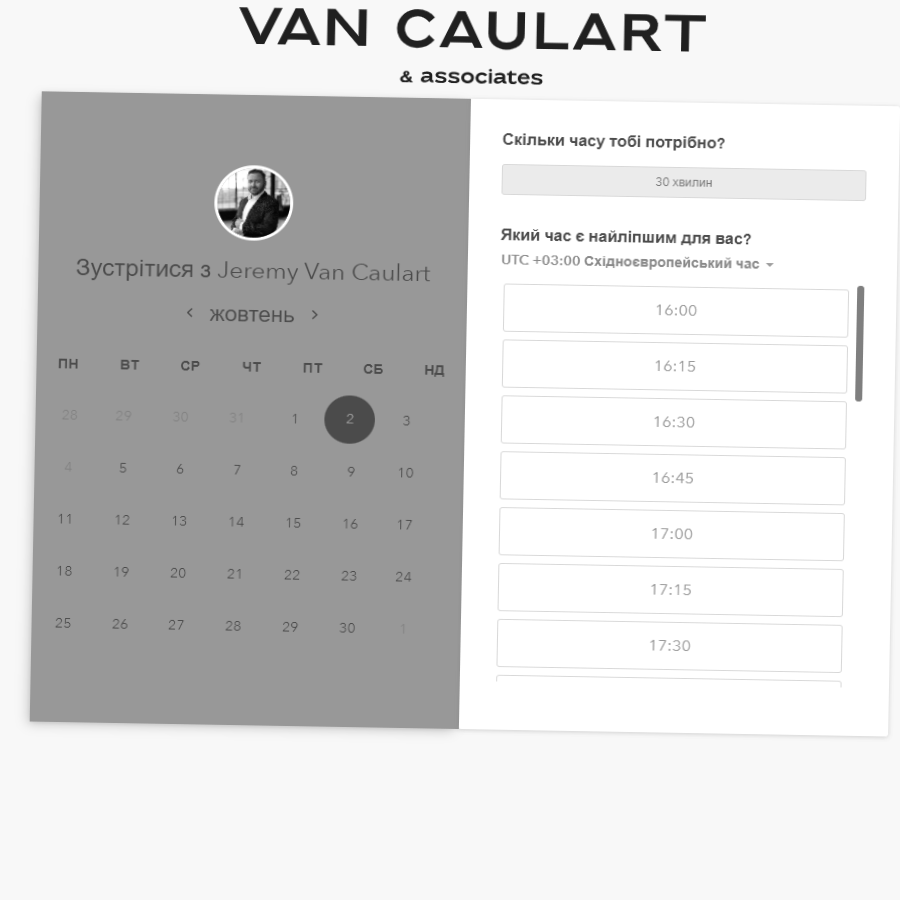 VAN CAULART
& associates
Зустрітися з Jeremy Van Caulart
‹ жовтень ›
ПН ВТ СР ЧТ ПТ СБ НД
28 29 30 31 1 2 3
4 5 6 7 8 9 10
11 12 13 14 15 16 17
18 19 20 21 22 23 24
25 26 27 28 29 30 1
Скільки часу тобі потрібно?
30 хвилин
Який час є найліпшим для вас?
UTC +03:00 Східноєвропейський час
16:00
16:15
16:30
16:45
17:00
17:15
17:30